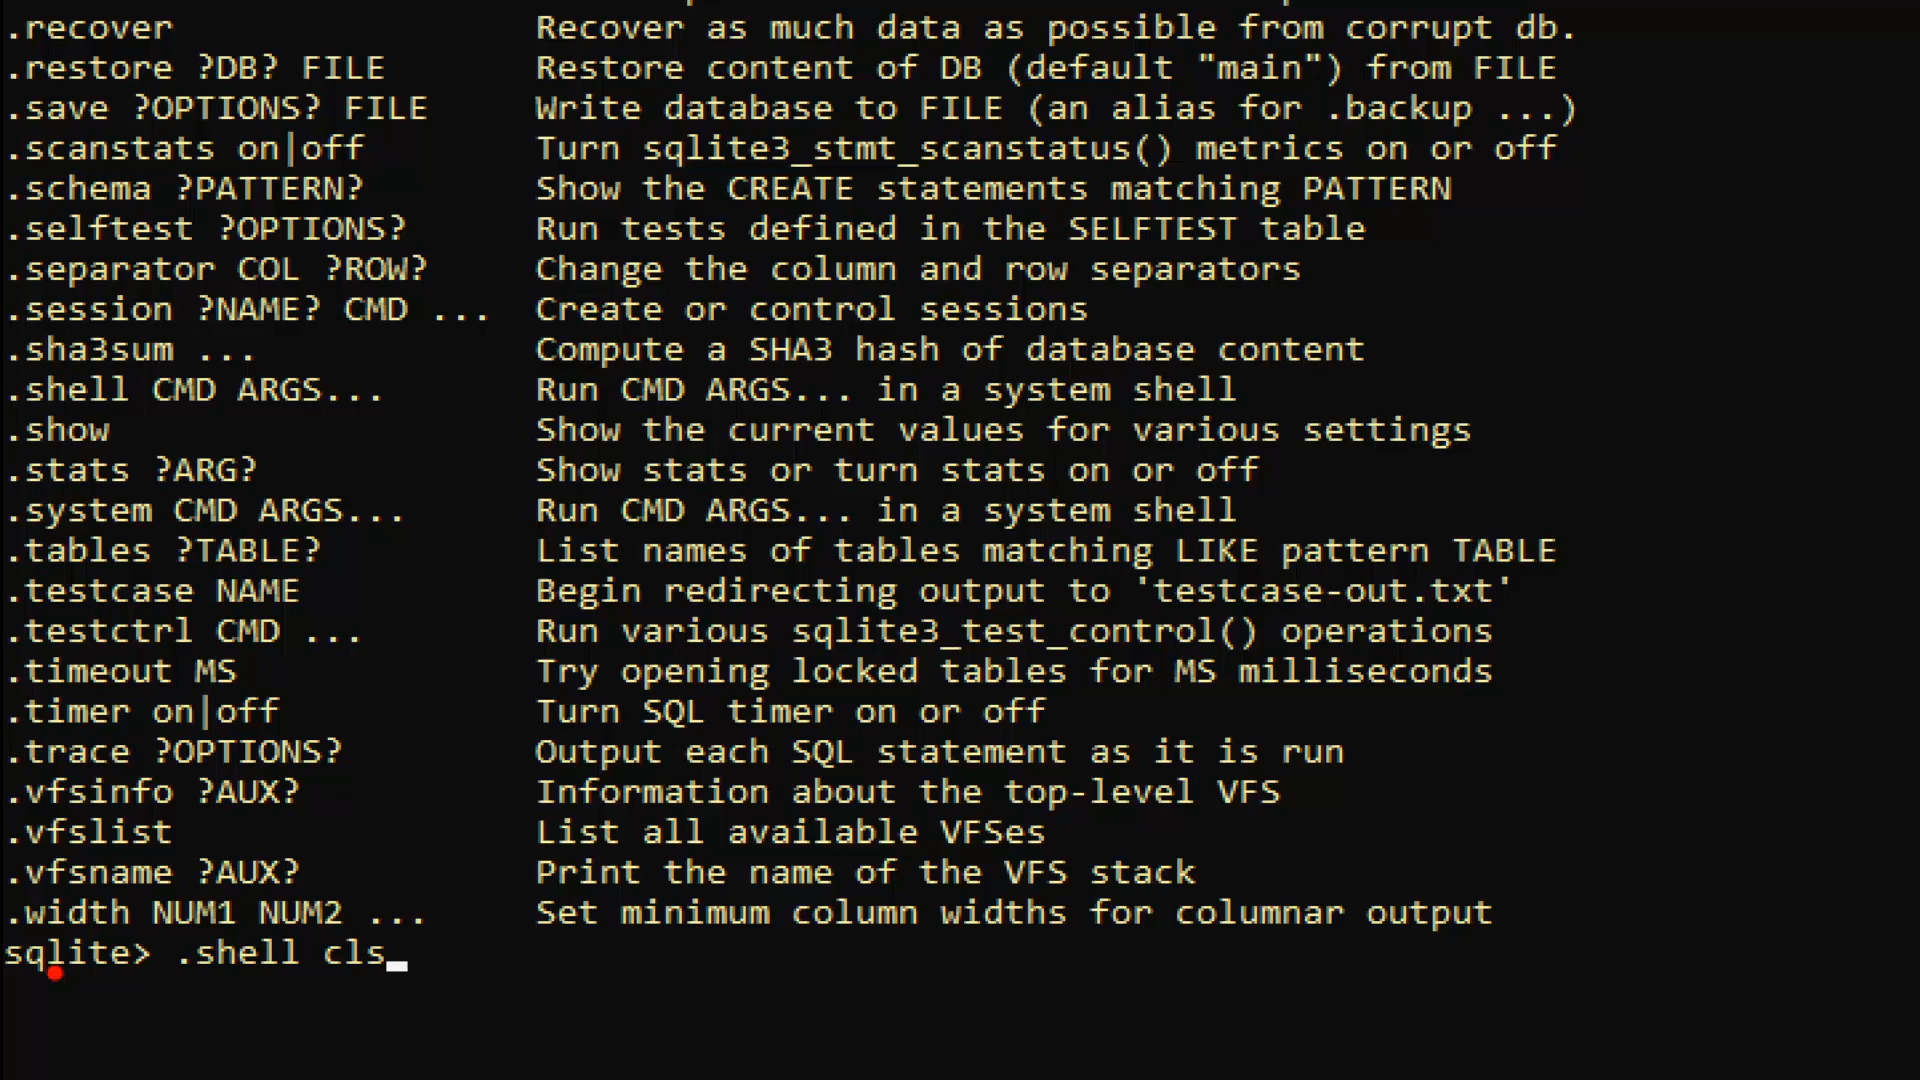 .recover Recover as much data as possible from corrupt db.
.restore ?DB? FILE Restore content of DB (default "main") from FILE
.save ?OPTIONS? FILE Write database to FILE (an alias for .backup ...)
.scanstats on|off Turn sqlite3_stmt_scanstatus() metrics on or off
.schema ?PATTERN? Show the CREATE statements matching PATTERN
.selftest ?OPTIONS? Run tests defined in the SELFTEST table
.separator COL ?ROW? Change the column and row separators
.session ?NAME? CMD ... Create or control sessions
.sha3sum ... Compute a SHA3 hash of database content
.shell CMD ARGS... Run CMD ARGS... in a system shell
.show Show the current values for various settings
.stats ?ARG? Show stats or turn stats on or off
.system CMD ARGS... Run CMD ARGS... in a system shell
.tables ?TABLE? List names of tables matching LIKE pattern TABLE
.testcase NAME Begin redirecting output to 'testcase-out.txt'
.testctrl CMD ... Run various sqlite3_test_control() operations
.timeout MS Try opening locked tables for MS milliseconds
.timer on|off Turn SQL timer on or off
.trace ?OPTIONS? Output each SQL statement as it is run
.vfsinfo ?AUX? Information about the top-level VFS
.vfslist List all available VFSes
.vfsname ?AUX? Print the name of the VFS stack
.width NUM1 NUM2 ... Set minimum column widths for columnar output
sqlite> .shell cls